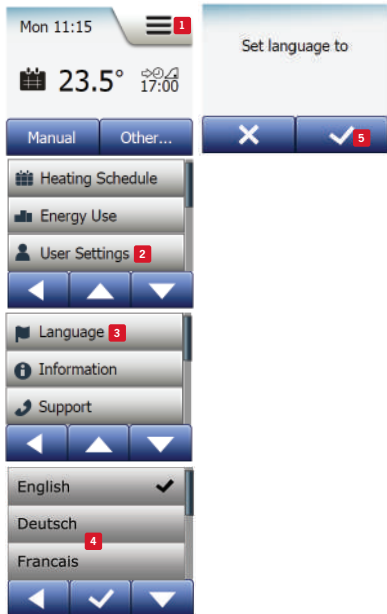 Mon 11:15
1
23.5°
17:00
Manual Other...
Heating Schedule
Energy Use
User Settings 2
Language 3
Information
Support
English
Deutsch
4
Francais
Set language to
5